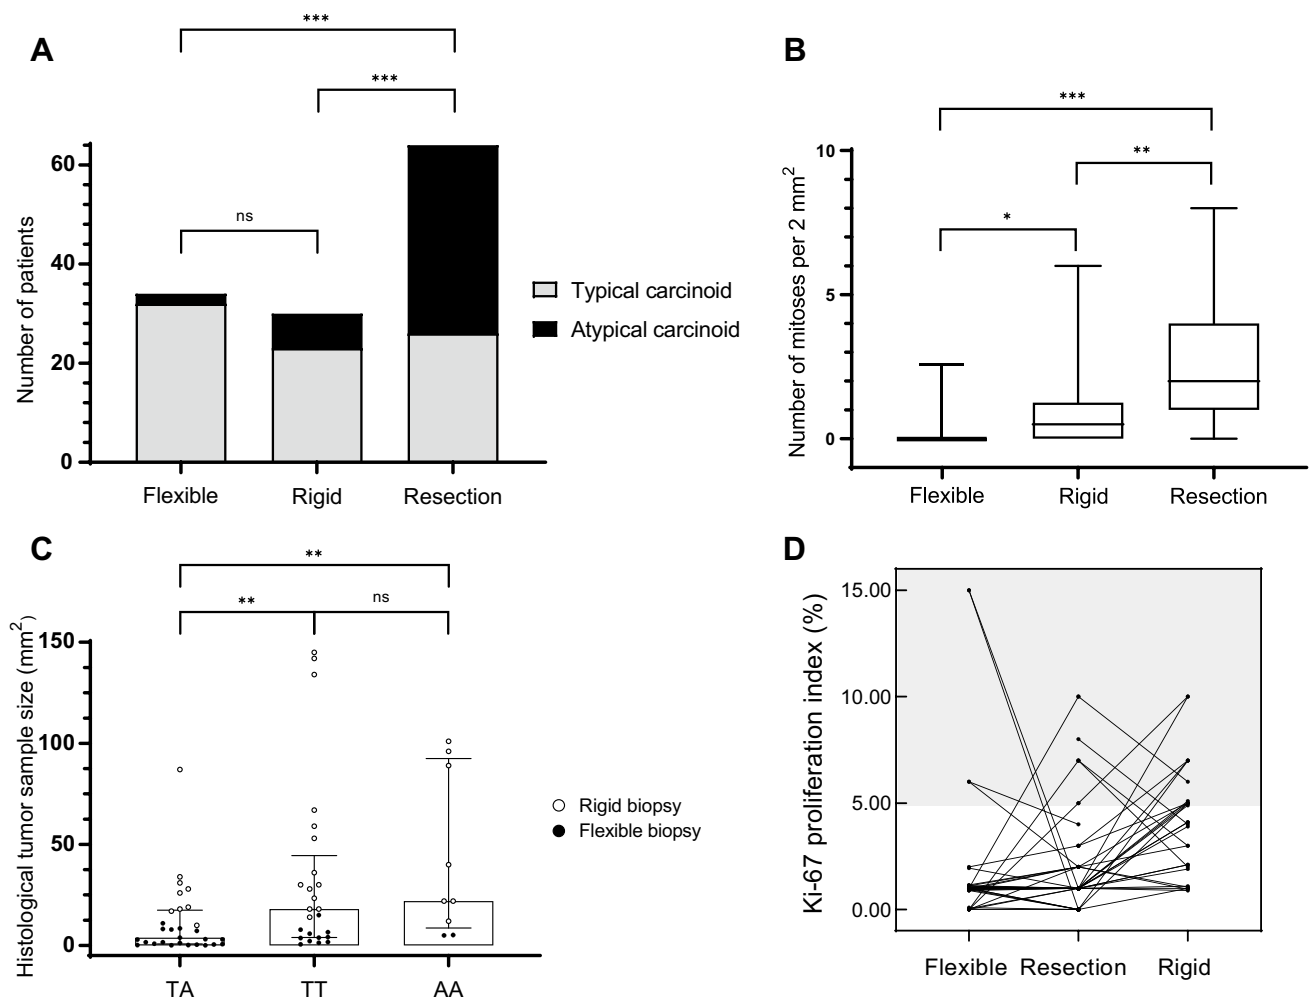 A
***
***
ns
Number of patients
60
40
20
0
Flexible
Rigid
Resection
Typical carcinoid
Atypical carcinoid
B
***
**
*
Number of mitoses per 2 mm²
10
5
0
Flexible
Rigid
Resection
C
**
**
ns
Histological tumor sample size (mm²)
150
100
50
0
TA
TT
AA
Rigid biopsy
Flexible biopsy
D
Ki-67 proliferation index (%)
15.00
10.00
5.00
0.00
Flexible
Resection
Rigid